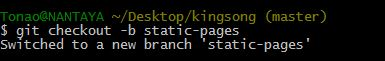 Tonao@NANTAYA ~/Desktop/kingsong (master)
$ git checkout -b static-pages
Switched to a new branch 'static-pages'